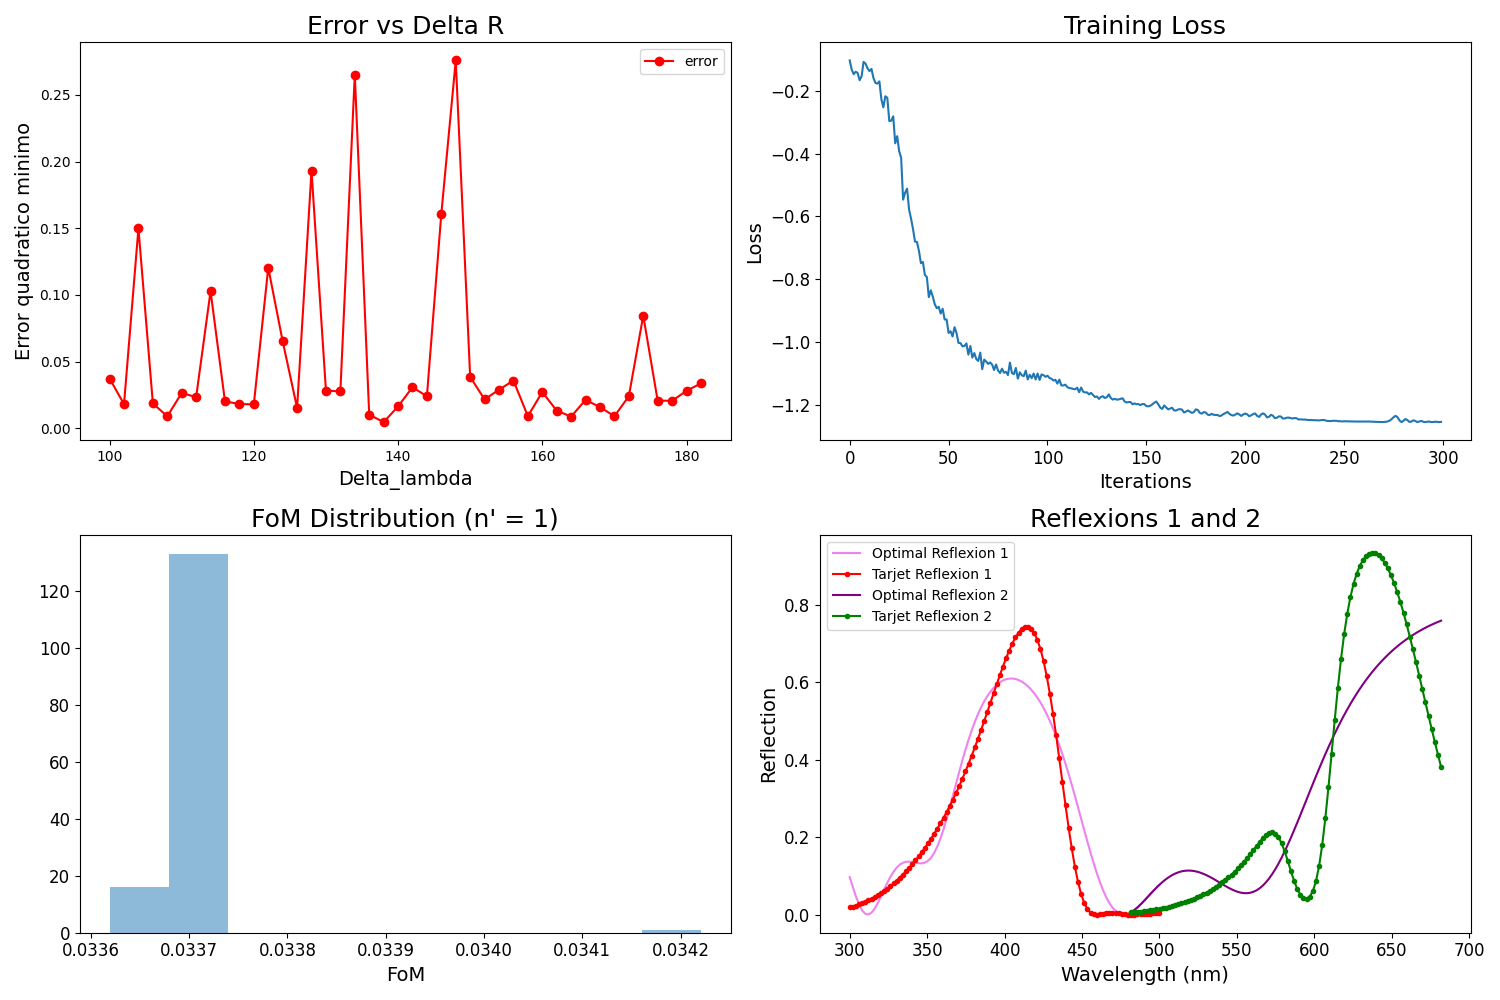 Error vs Delta R
error
0.25
0.20
0.15
0.10
0.05
0.00
Error quadratico minimo
100 120 140 160 180
Delta_lambda
Training Loss
−0.2
−0.4
−0.6
−0.8
−1.0
−1.2
Loss
0 50 100 150 200 250 300
Iterations
FoM Distribution (n' = 1)
120
100
80
60
40
20
0
0.0336 0.0337 0.0338 0.0339 0.0340 0.0341 0.0342
FoM
Reflexions 1 and 2
Optimal Reflexion 1
Tarjet Reflexion 1
Optimal Reflexion 2
Tarjet Reflexion 2
0.8
0.6
0.4
0.2
0.0
Reflection
300 350 400 450 500 550 600 650 700
Wavelength (nm)